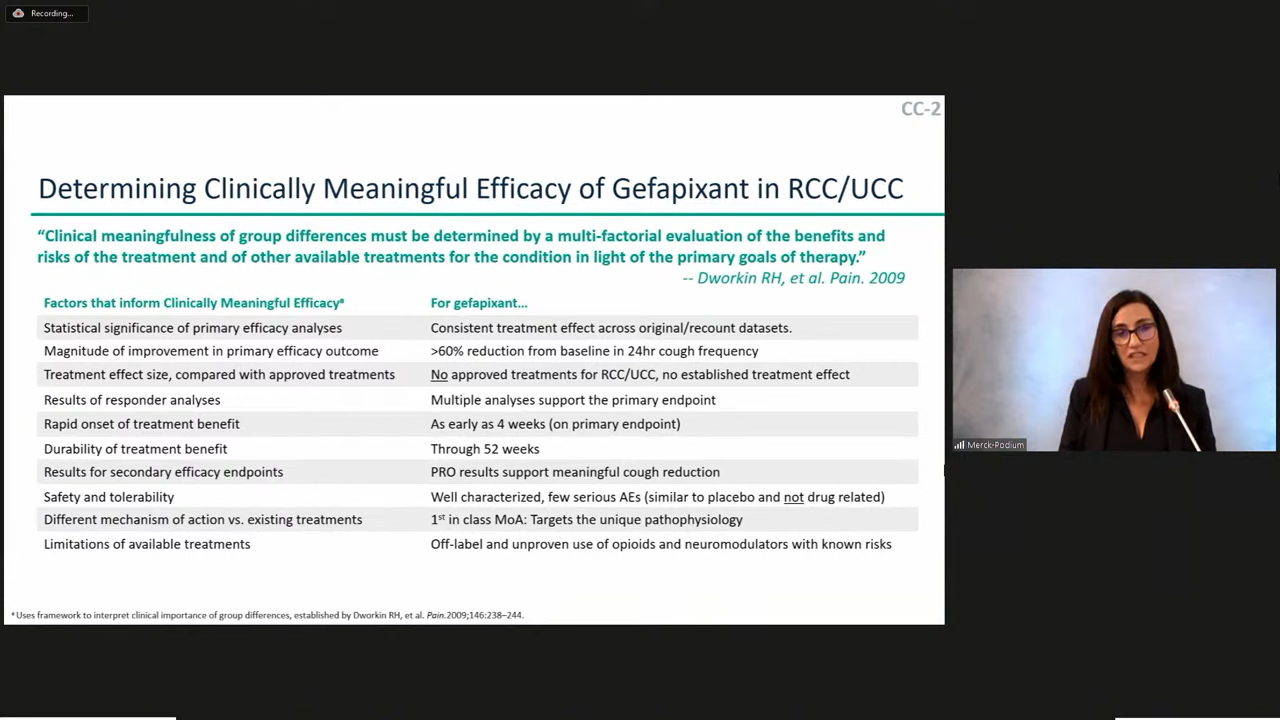 Recording...
CC-2
Determining Clinically Meaningful Efficacy of Gefapixant in RCC/UCC
“Clinical meaningfulness of group differences must be determined by a multi-factorial evaluation of the benefits and
risks of the treatment and of other available treatments for the condition in light of the primary goals of therapy.”
-- Dworkin RH, et al. Pain. 2009
Factors that inform Clinically Meaningful Efficacyª For gefapixant…
Statistical significance of primary efficacy analyses Consistent treatment effect across original/recount datasets.
Magnitude of improvement in primary efficacy outcome >60% reduction from baseline in 24hr cough frequency
Treatment effect size, compared with approved treatments No approved treatments for RCC/UCC, no established treatment effect
Results of responder analyses Multiple analyses support the primary endpoint
Rapid onset of treatment benefit As early as 4 weeks (on primary endpoint)
Durability of treatment benefit Through 52 weeks
Results for secondary efficacy endpoints PRO results support meaningful cough reduction
Safety and tolerability Well characterized, few serious AEs (similar to placebo and not drug related)
Different mechanism of action vs. existing treatments 1st in class MoA: Targets the unique pathophysiology
Limitations of available treatments Off-label and unproven use of opioids and neuromodulators with known risks
ª Uses framework to interpret clinical importance of group differences, established by Dworkin RH, et al. Pain.2009;146:238–244.
Merck-Podium